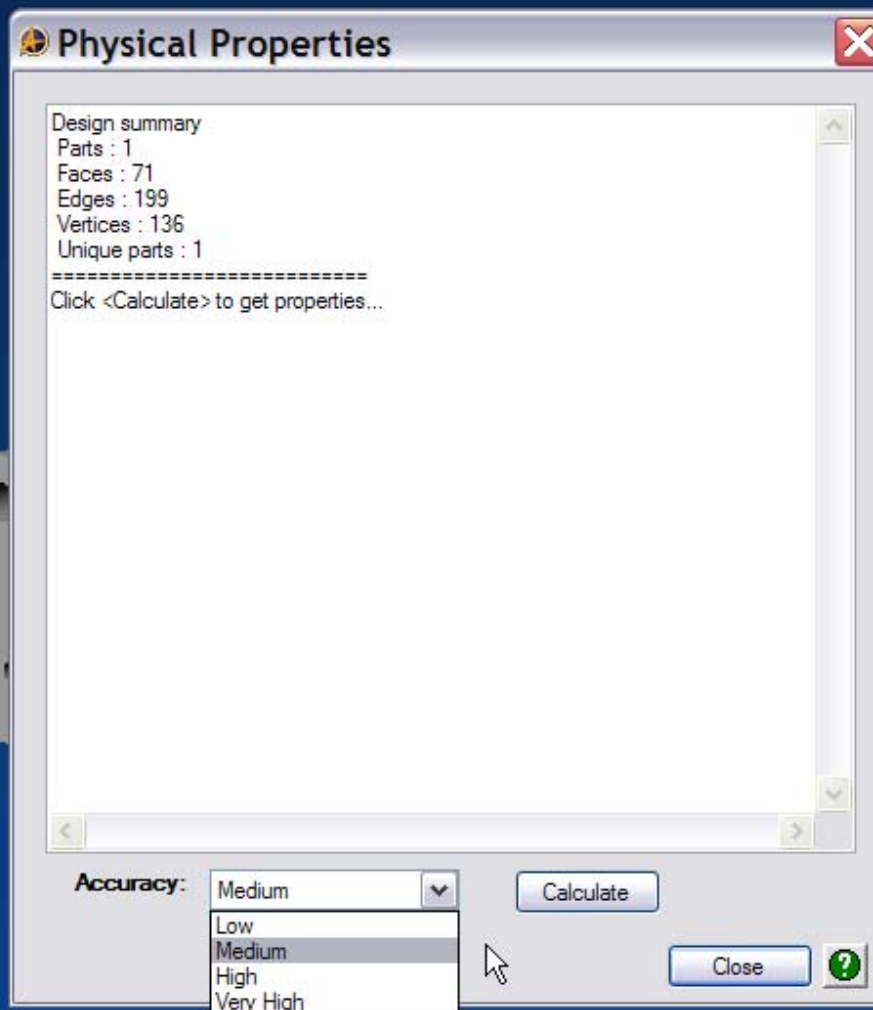 Physical Properties
Design summary
Parts : 1
Faces : 71
Edges : 199
Vertices : 136
Unique parts : 1
===========================
Click <Calculate> to get properties...
Accuracy:
Medium
Calculate
Low
Medium
High
Very High
Close
?